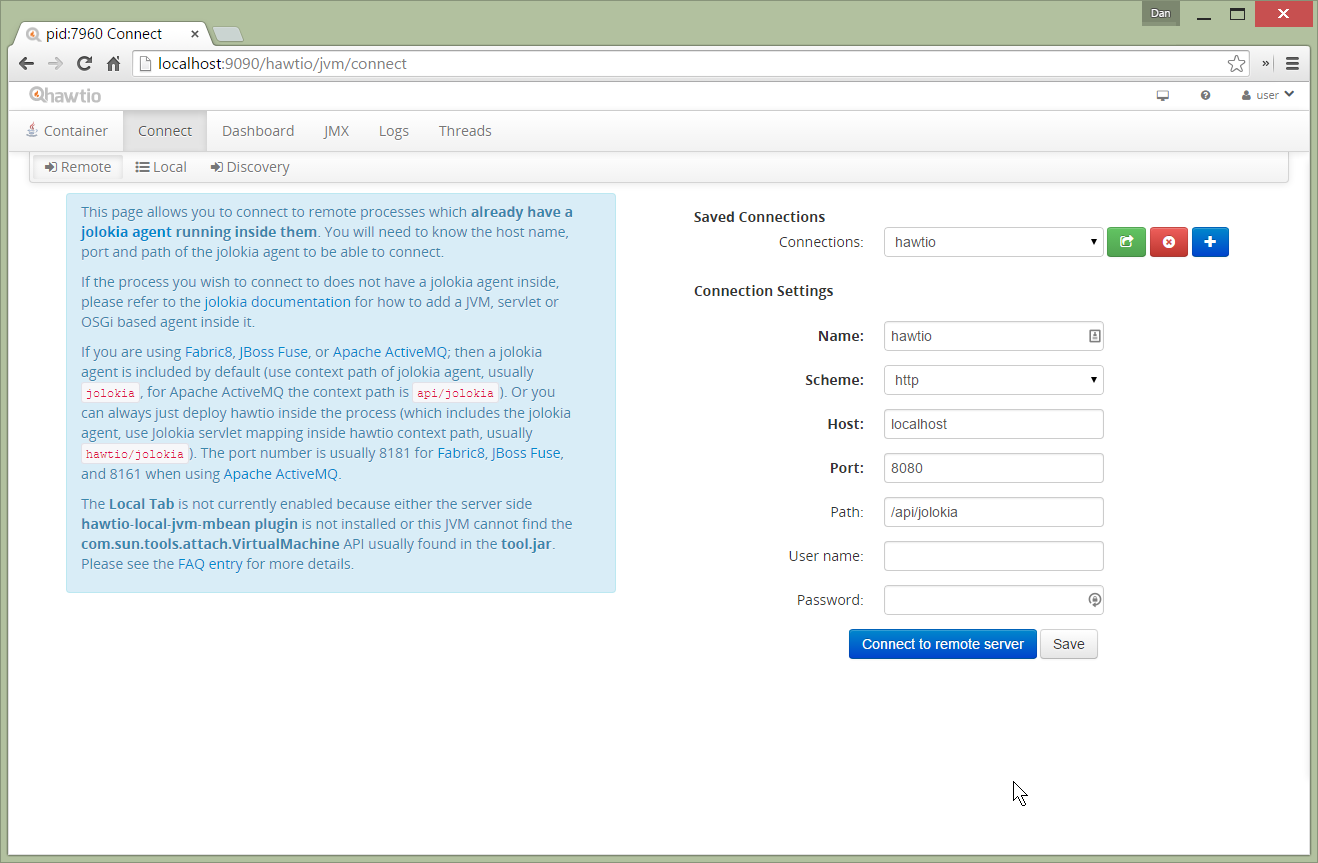 Dan
pid:7960 Connect
localhost:9090/hawtio/jvm/connect
hawtio
user
Container Connect Dashboard JMX Logs Threads
Remote Local Discovery
This page allows you to connect to remote processes which already have a
jolokia agent running inside them. You will need to know the host name,
port and path of the jolokia agent to be able to connect.
If the process you wish to connect to does not have a jolokia agent inside,
please refer to the jolokia documentation for how to add a JVM, servlet or
OSGi based agent inside it.
If you are using Fabric8, JBoss Fuse, or Apache ActiveMQ; then a jolokia
agent is included by default (use context path of jolokia agent, usually
jolokia , for Apache ActiveMQ the context path is api/jolokia ). Or you
can always just deploy hawtio inside the process (which includes the jolokia
agent, use Jolokia servlet mapping inside hawtio context path, usually
hawtio/jolokia ). The port number is usually 8181 for Fabric8, JBoss Fuse,
and 8161 when using Apache ActiveMQ.
The Local Tab is not currently enabled because either the server side
hawtio-local-jvm-mbean plugin is not installed or this JVM cannot find the
com.sun.tools.attach.VirtualMachine API usually found in the tool.jar.
Please see the FAQ entry for more details.
Saved Connections
Connections: hawtio
Connection Settings
Name: hawtio
Scheme: http
Host: localhost
Port: 8080
Path: /api/jolokia
User name:
Password:
Connect to remote server Save